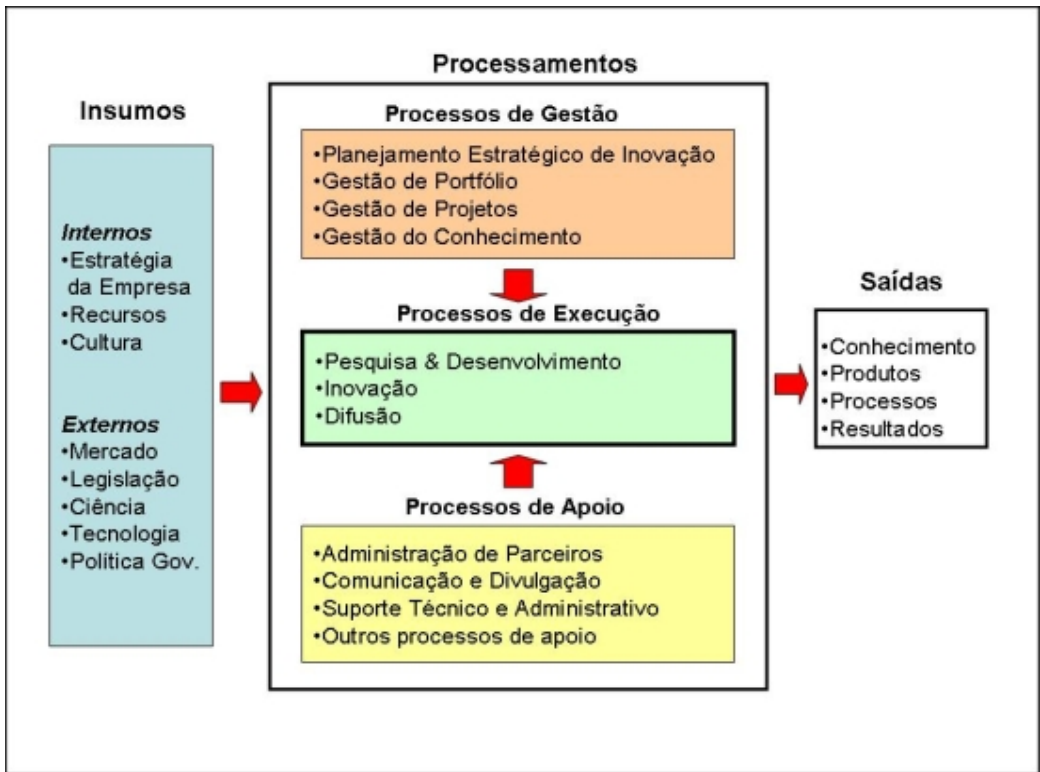 Processamentos
Insumos
Processos de Gestão
•Planejamento Estratégico de Inovação
•Gestão de Portfólio
•Gestão de Projetos
•Gestão do Conhecimento
Internos
•Estratégia
da Empresa
•Recursos
•Cultura
Externos
•Mercado
•Legislação
•Ciência
•Tecnologia
•Politica Gov.
Processos de Execução
•Pesquisa & Desenvolvimento
•Inovação
•Difusão
Processos de Apoio
•Administração de Parceiros
•Comunicação e Divulgação
•Suporte Técnico e Administrativo
•Outros processos de apoio
Saídas
•Conhecimento
•Produtos
•Processos
•Resultados